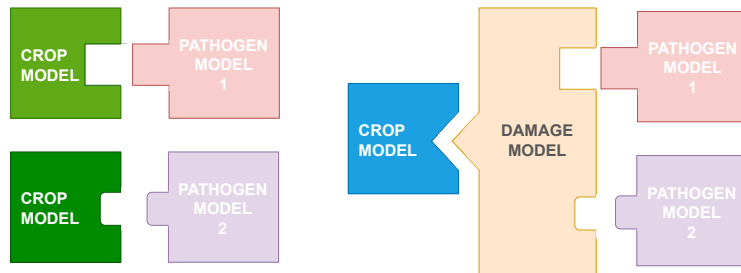 CROP
MODEL
PATHOGEN
MODEL
1
CROP
MODEL
PATHOGEN
MODEL
2
CROP
MODEL
DAMAGE
MODEL
PATHOGEN
MODEL
1
PATHOGEN
MODEL
2